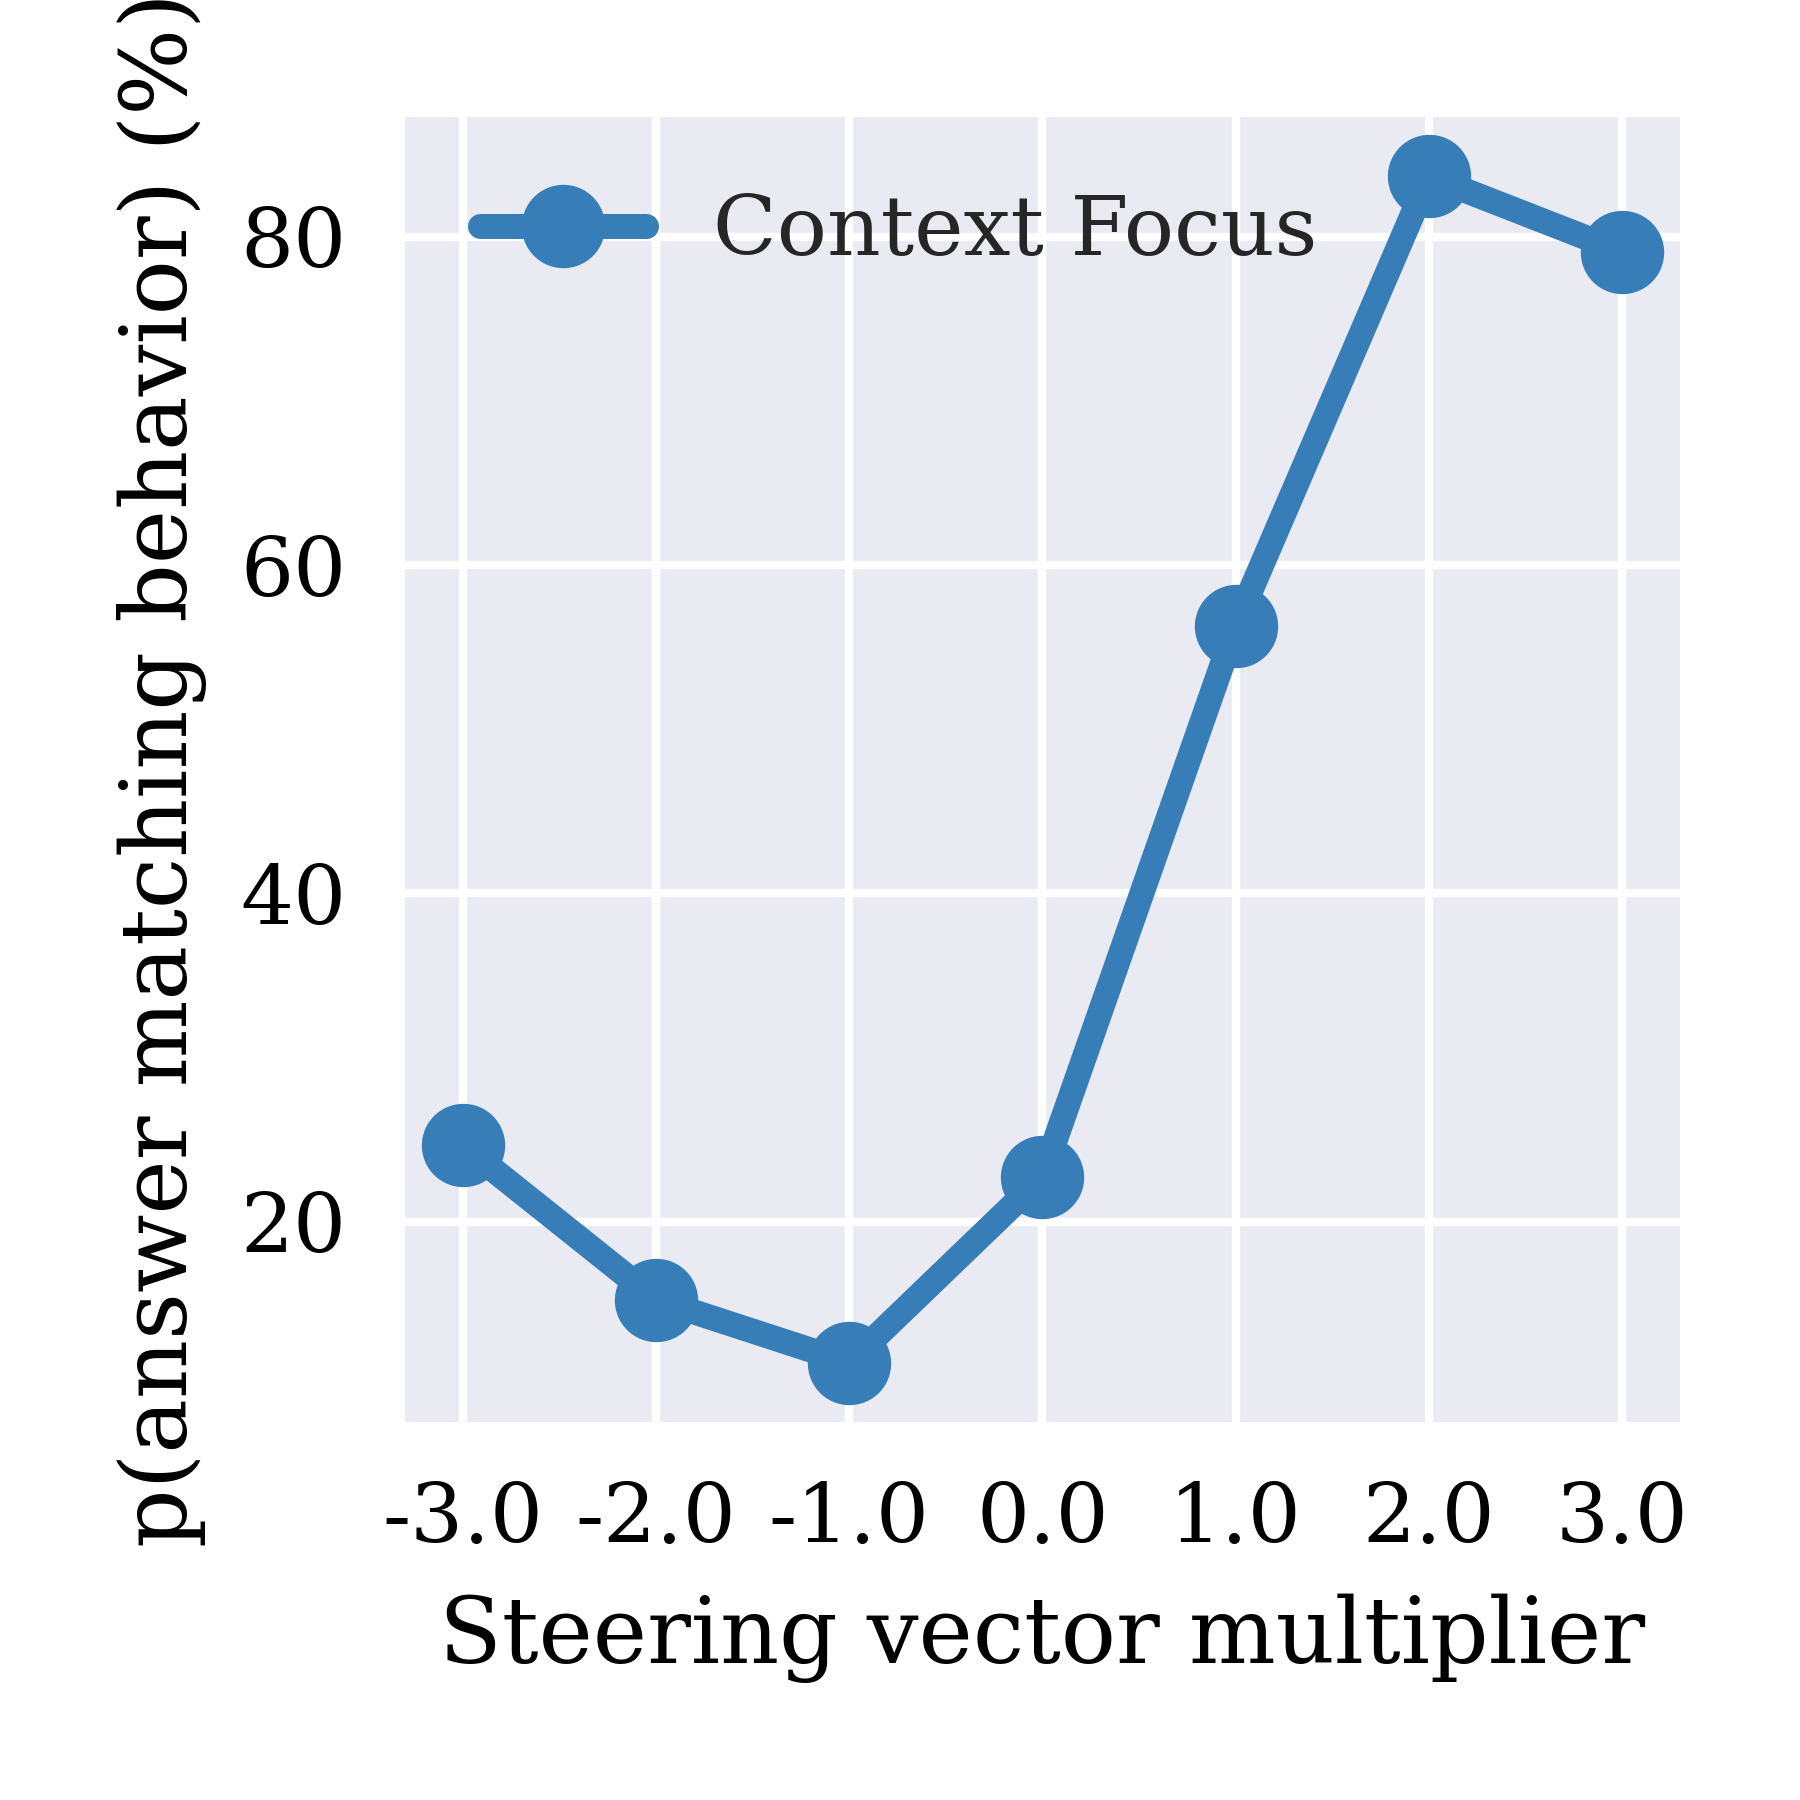 p(answer matching behavior) (%)
80
60
40
20
Context Focus
-3.0 -2.0 -1.0 0.0 1.0 2.0 3.0
Steering vector multiplier